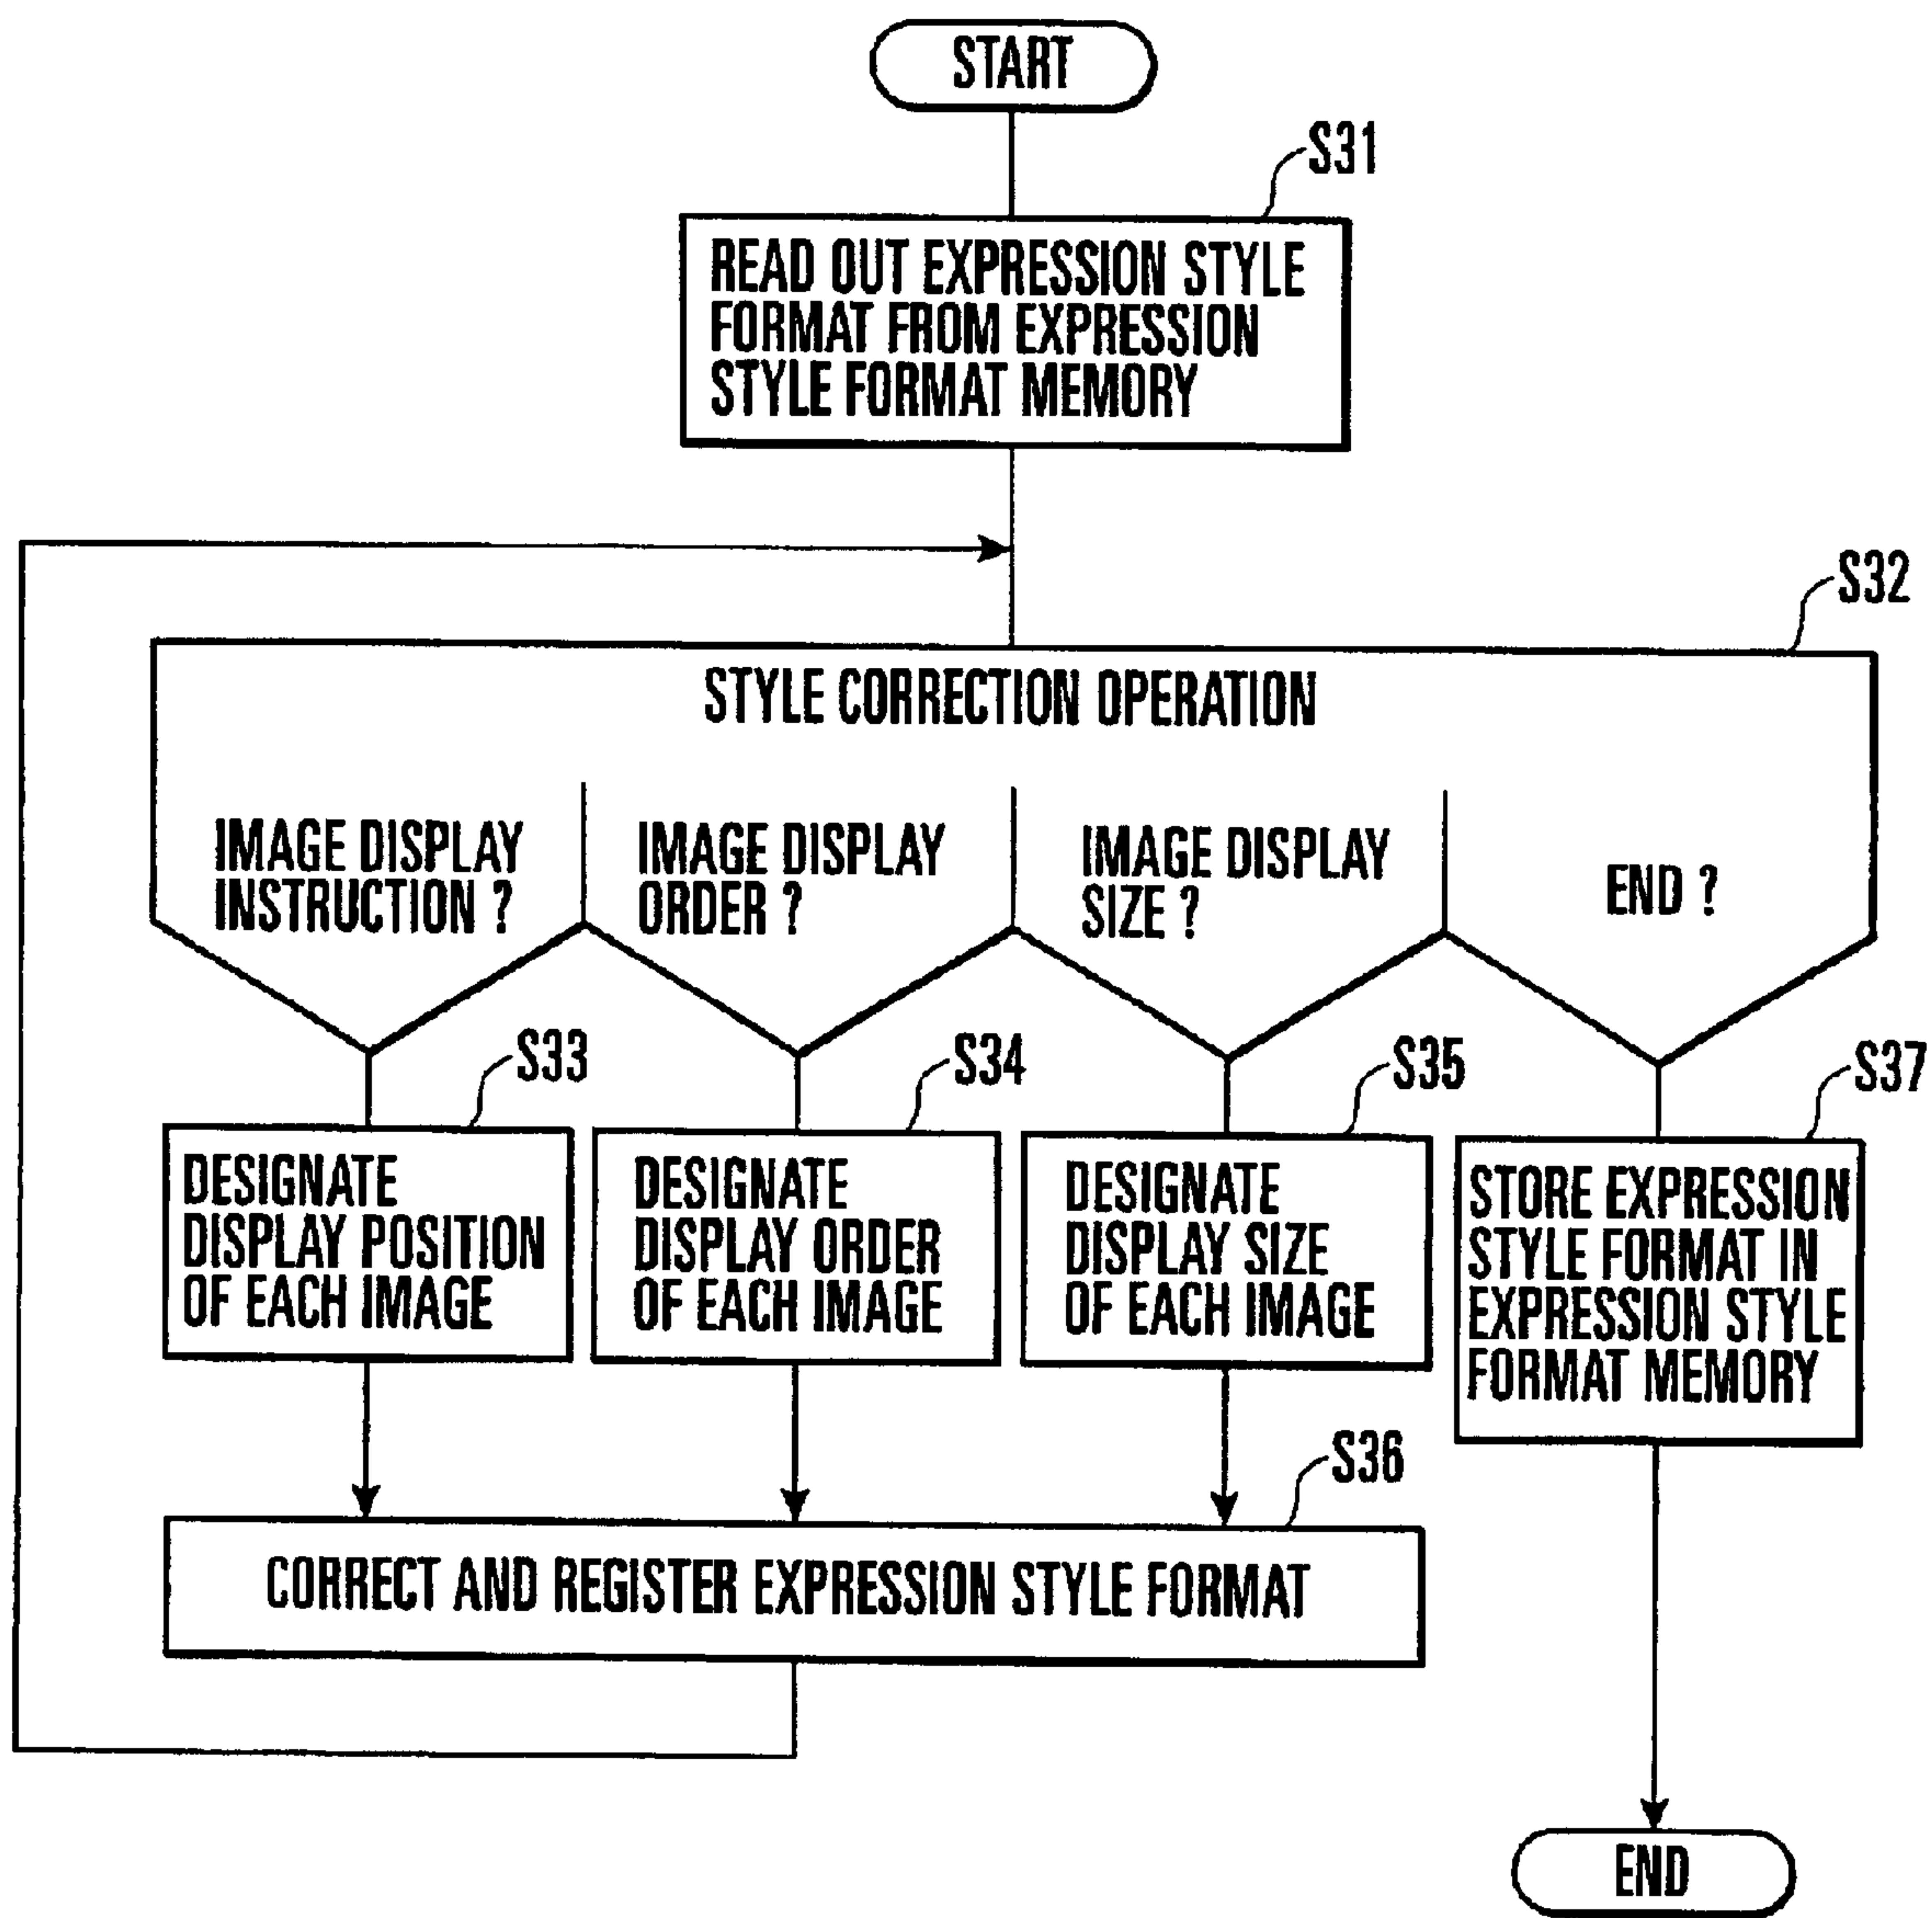 START
S31
READ OUT EXPRESSION STYLE
FORMAT FROM EXPRESSION
STYLE FORMAT MEMORY
S32
STYLE CORRECTION OPERATION
IMAGE DISPLAY
INSTRUCTION ?
IMAGE DISPLAY
ORDER ?
IMAGE DISPLAY
SIZE ?
END ?
S33
DESIGNATE
DISPLAY POSITION
OF EACH IMAGE
S34
DESIGNATE
DISPLAY ORDER
OF EACH IMAGE
S35
DESIGNATE
DISPLAY SIZE
OF EACH IMAGE
S37
STORE EXPRESSION
STYLE FORMAT IN
EXPRESSION STYLE
FORMAT MEMORY
S36
CORRECT AND REGISTER EXPRESSION STYLE FORMAT
END